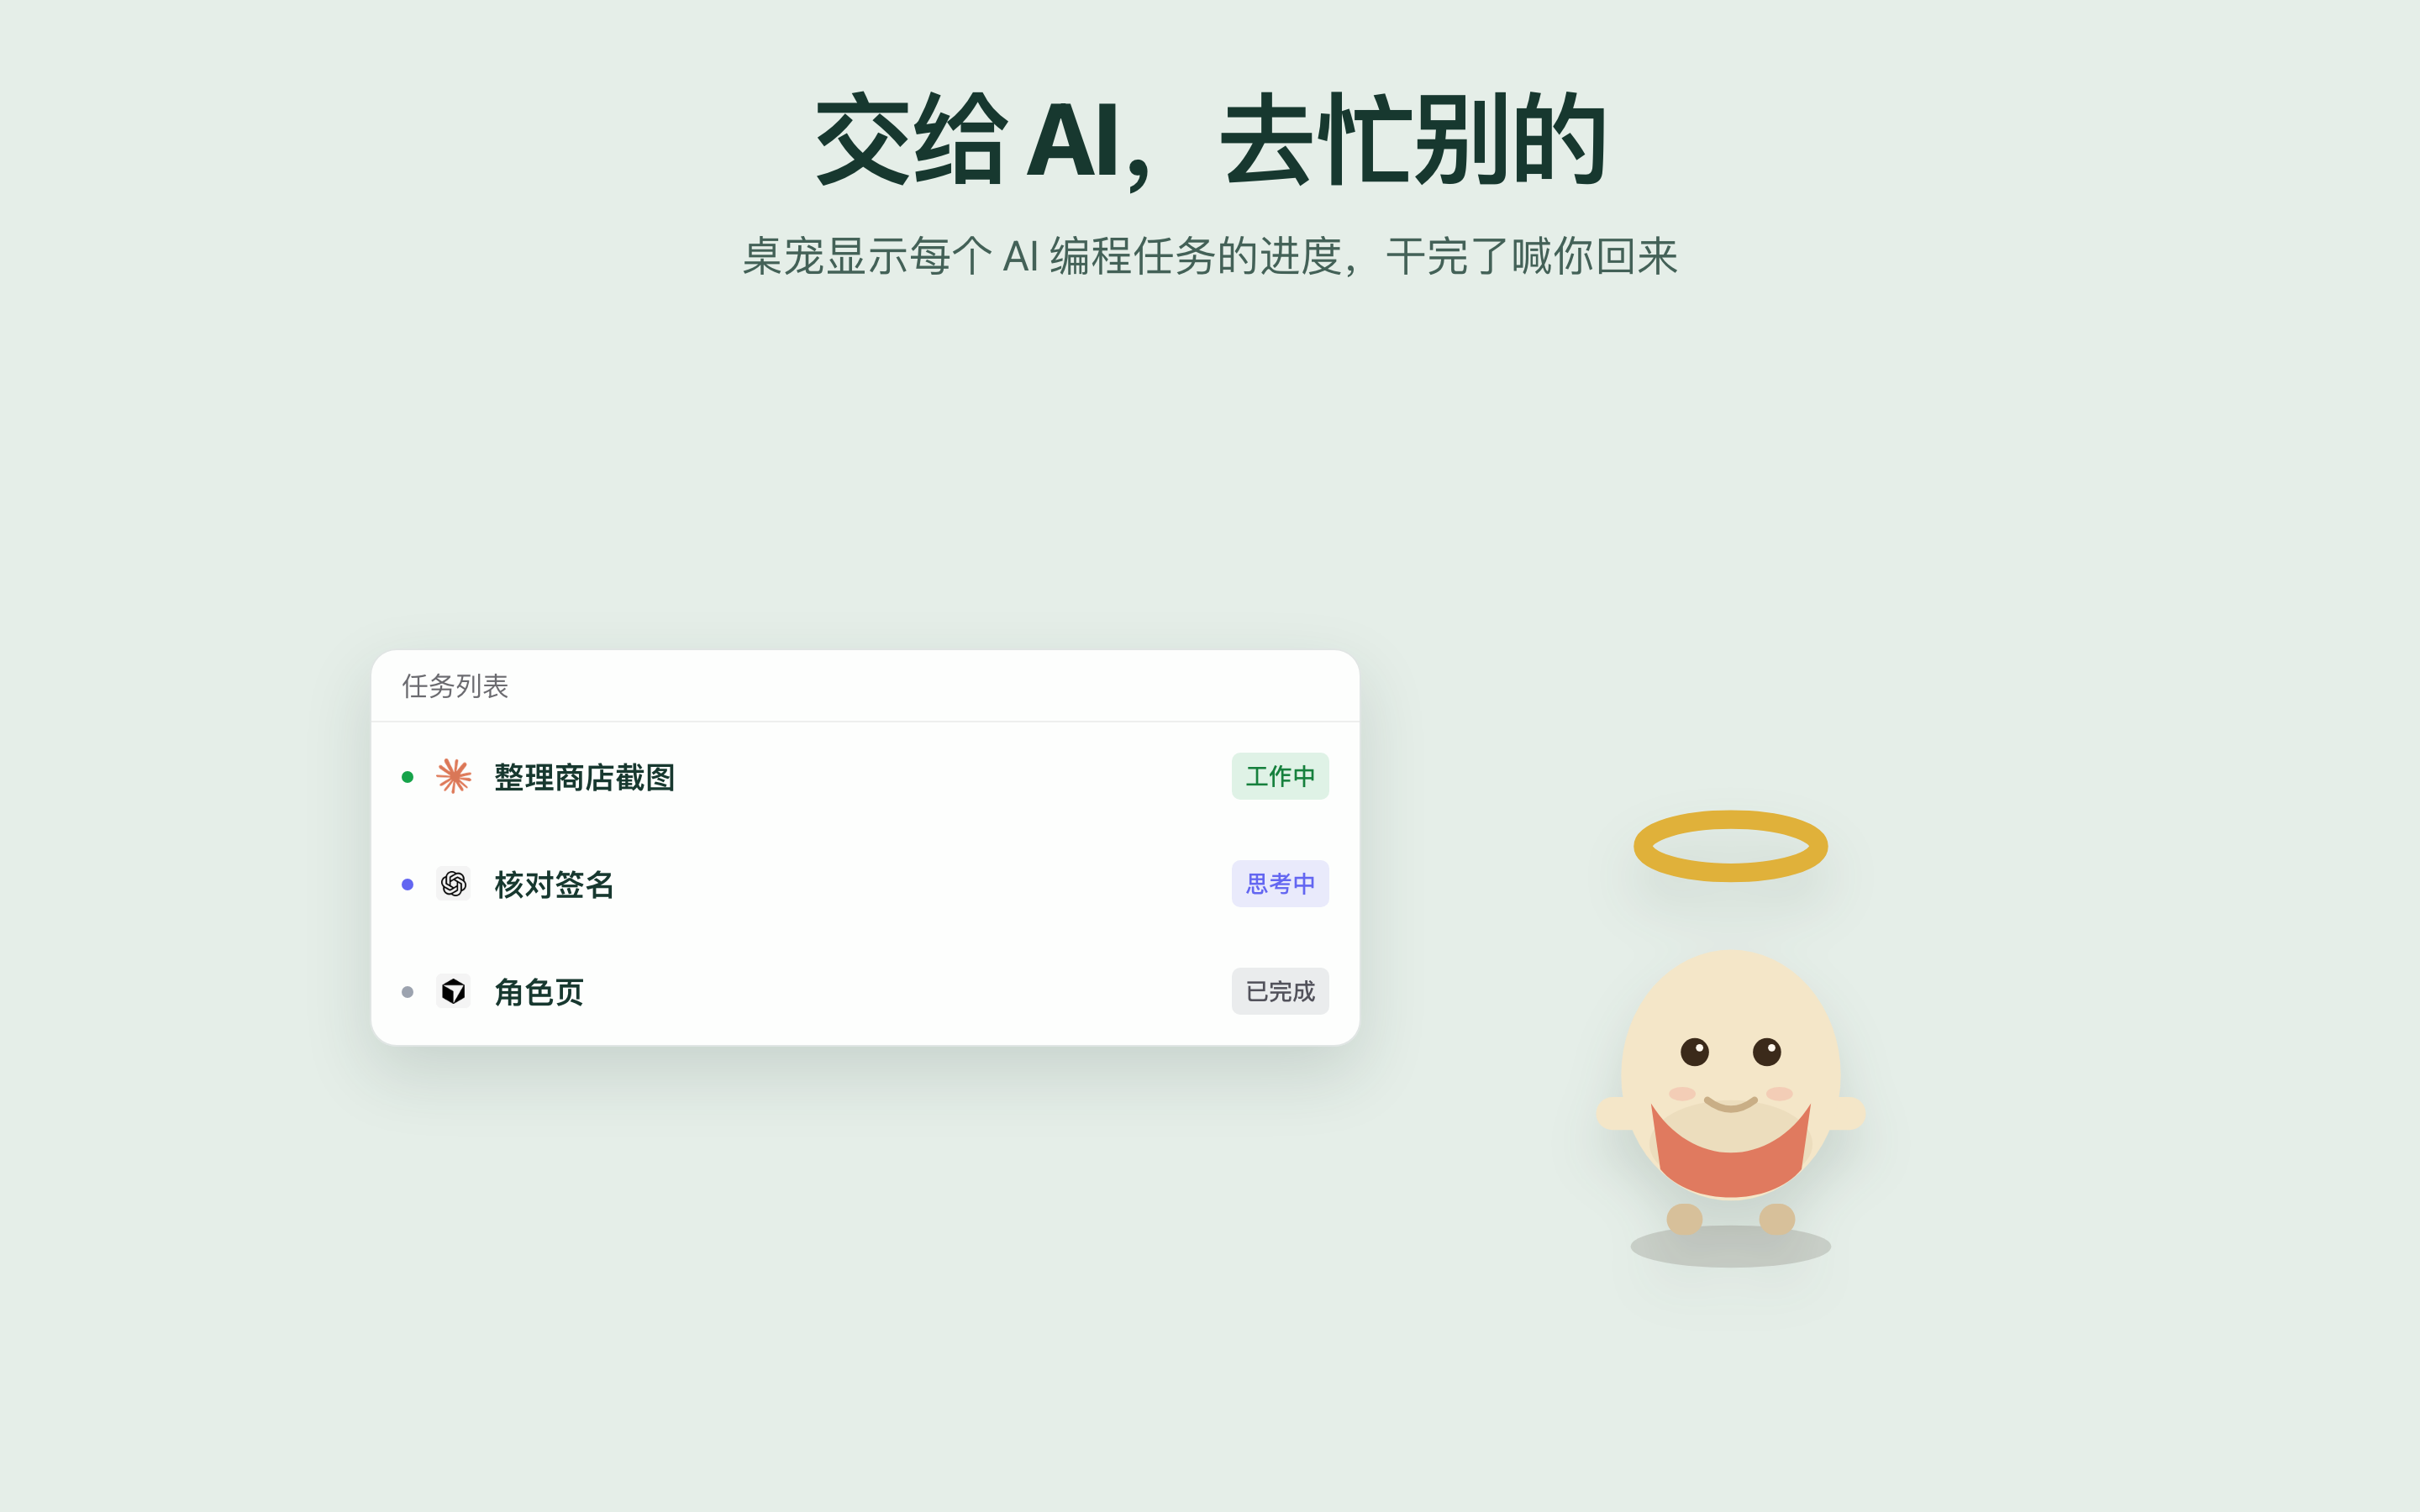 交给 AI，去忙别的
桌宠显示每个 AI 编程任务的进度，干完了喊你回来
任务列表
整理商店截图 工作中
核对签名 思考中
角色页 已完成